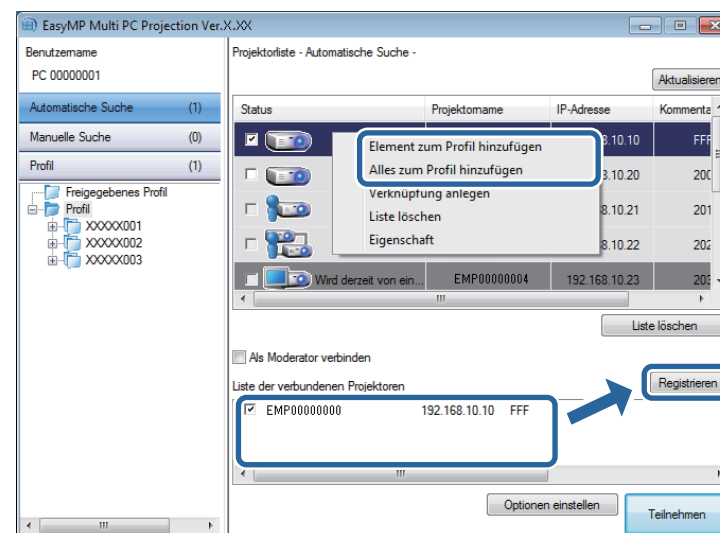 EasyMP Multi PC Projection Ver.X.XX
Benutzername
PC 00000001
Automatische Suche (1)
Manuelle Suche (0)
Profil (1)
Freigegebenes Profil
Profil
XXXXX001
XXXXX002
XXXXX003
Projektorliste - Automatische Suche -
Aktualisieren
Status Projektorname IP-Adresse Kommenta
8.10.10 FFF
8.10.20 200
8.10.21 201
8.10.22 202
Wird derzeit von ein... EMP00000004 192.168.10.23 203
Element zum Profil hinzufügen
Alles zum Profil hinzufügen
Verknüpfung anlegen
Liste löschen
Eigenschaft
Liste löschen
Als Moderator verbinden
Liste der verbundenen Projektoren
Registrieren
EMP00000000 192.168.10.10 FFF
Optionen einstellen
Teilnehmen